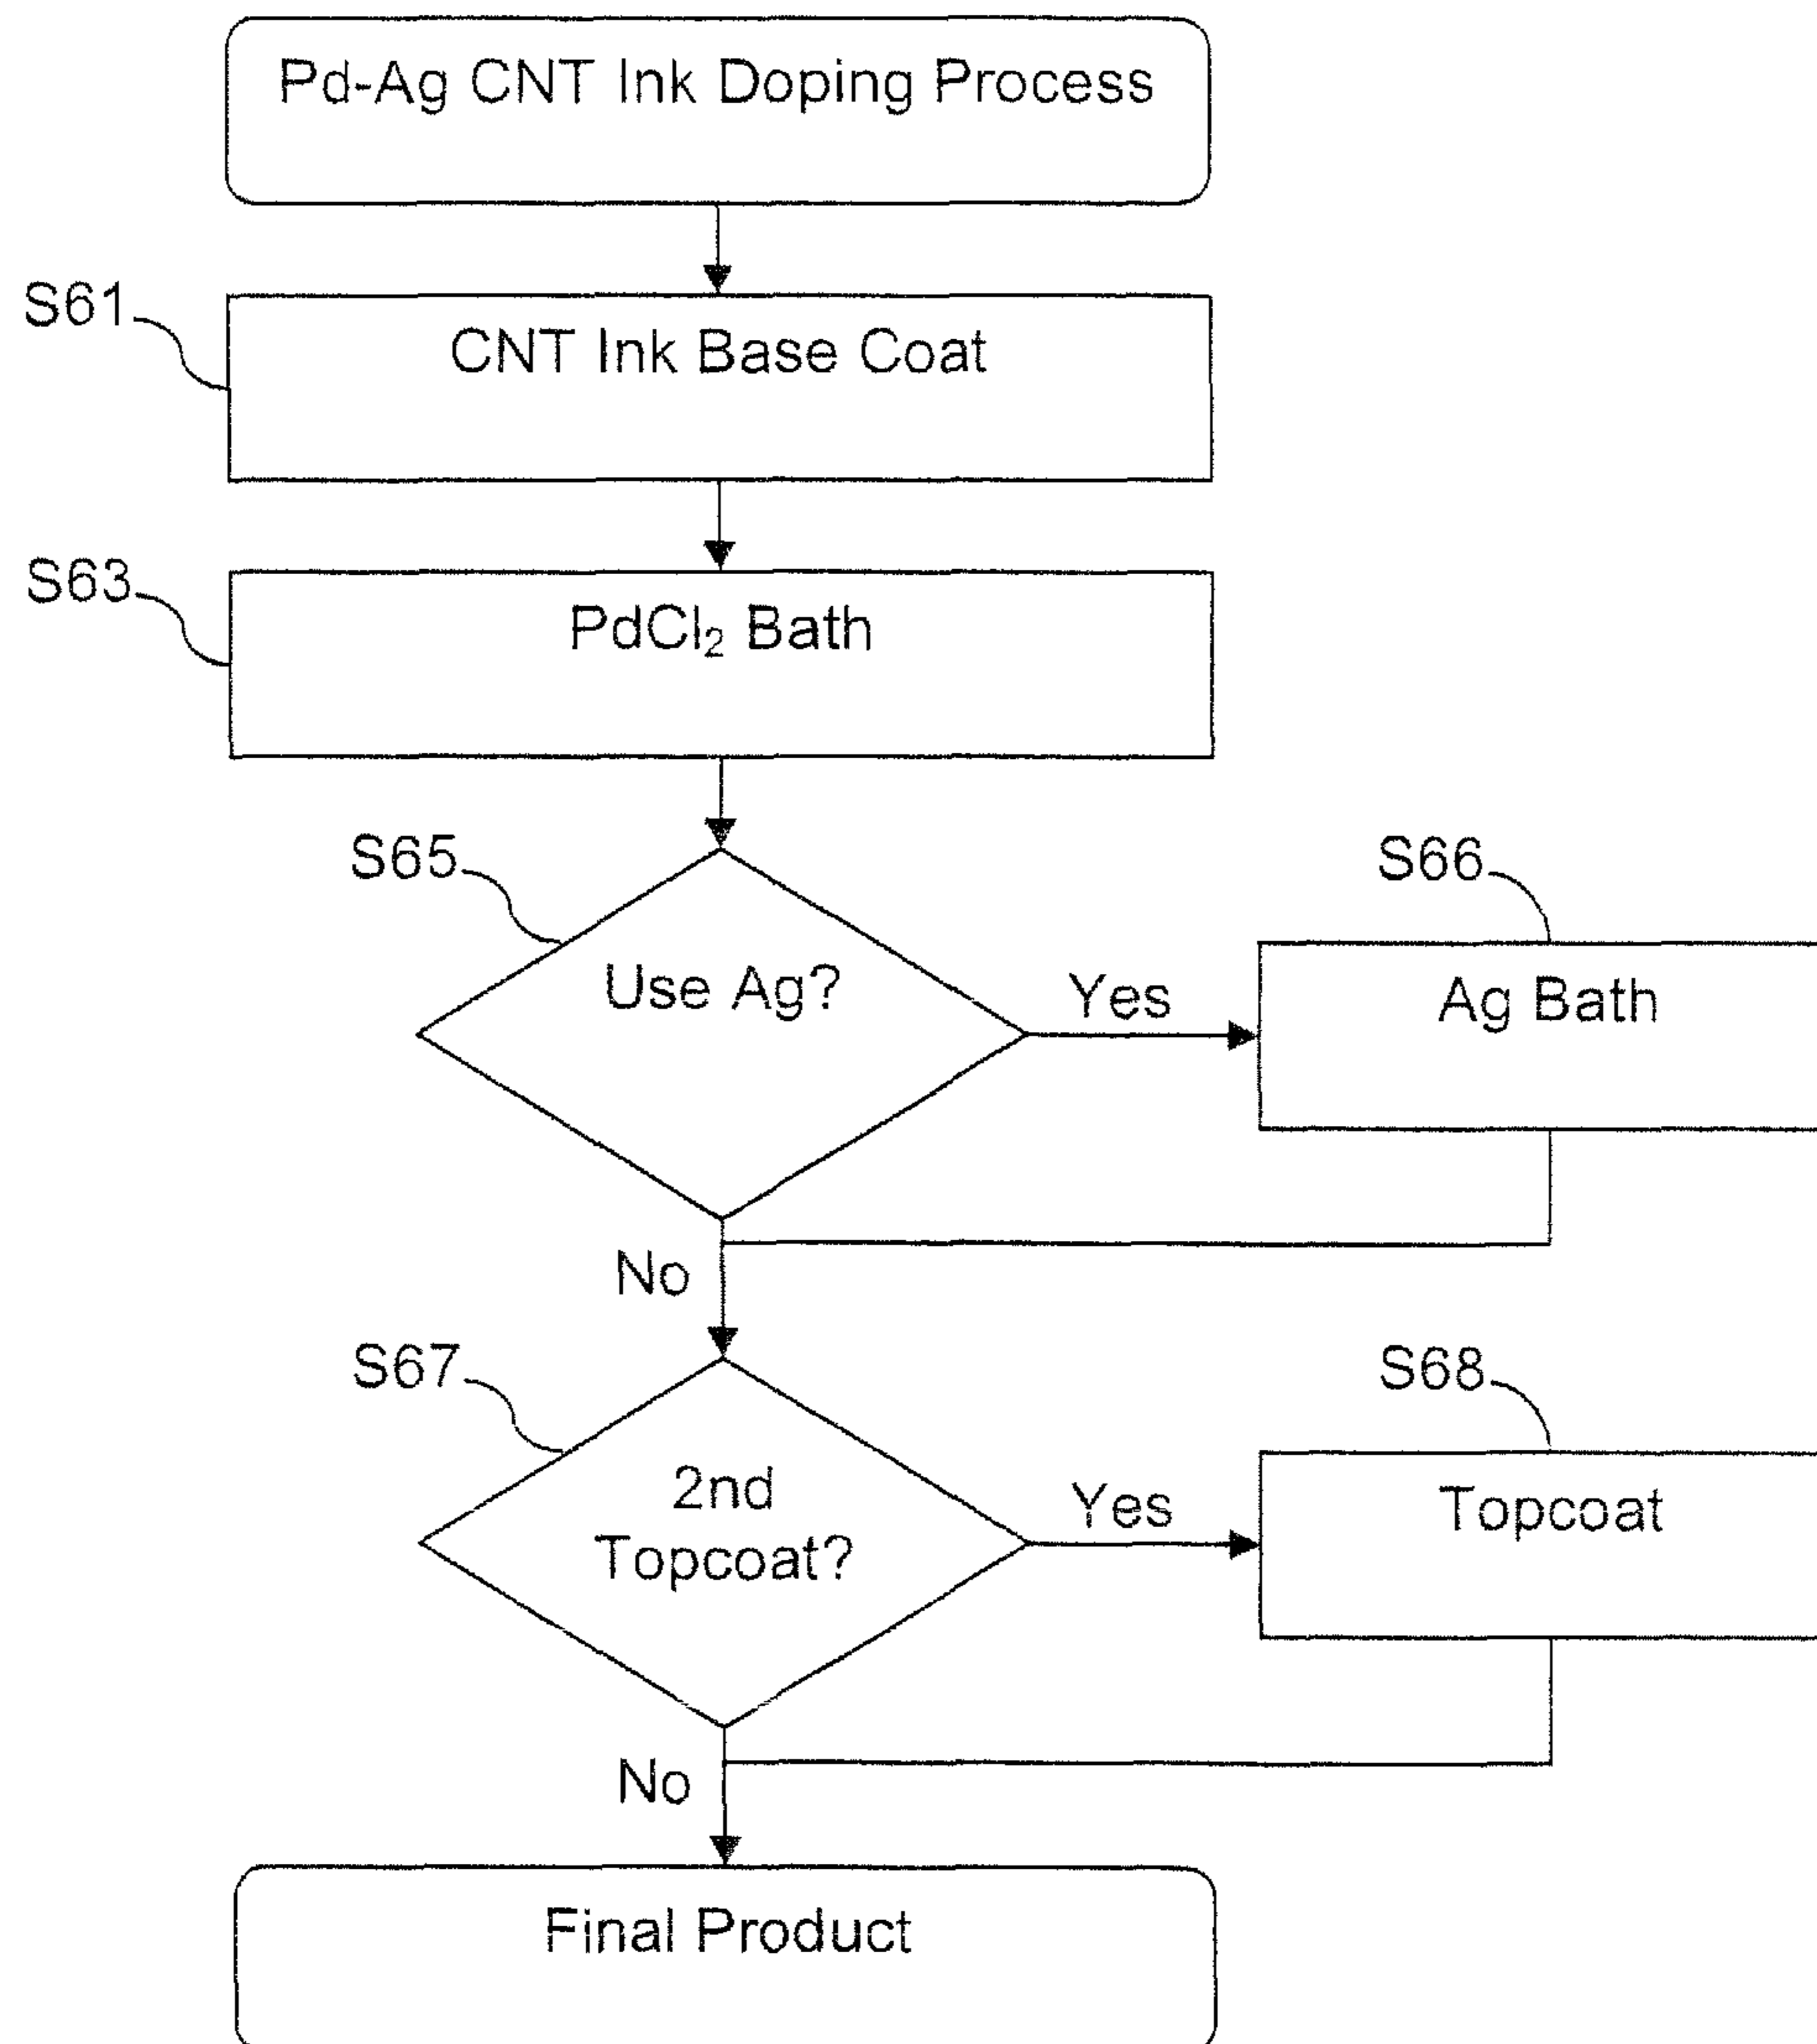 Pd-Ag CNT Ink Doping Process
S61
CNT Ink Base Coat
S63
PdCl₂ Bath
S65
Use Ag?
Yes
S66
Ag Bath
No
S67
2nd
Topcoat?
Yes
S68
Topcoat
No
Final Product